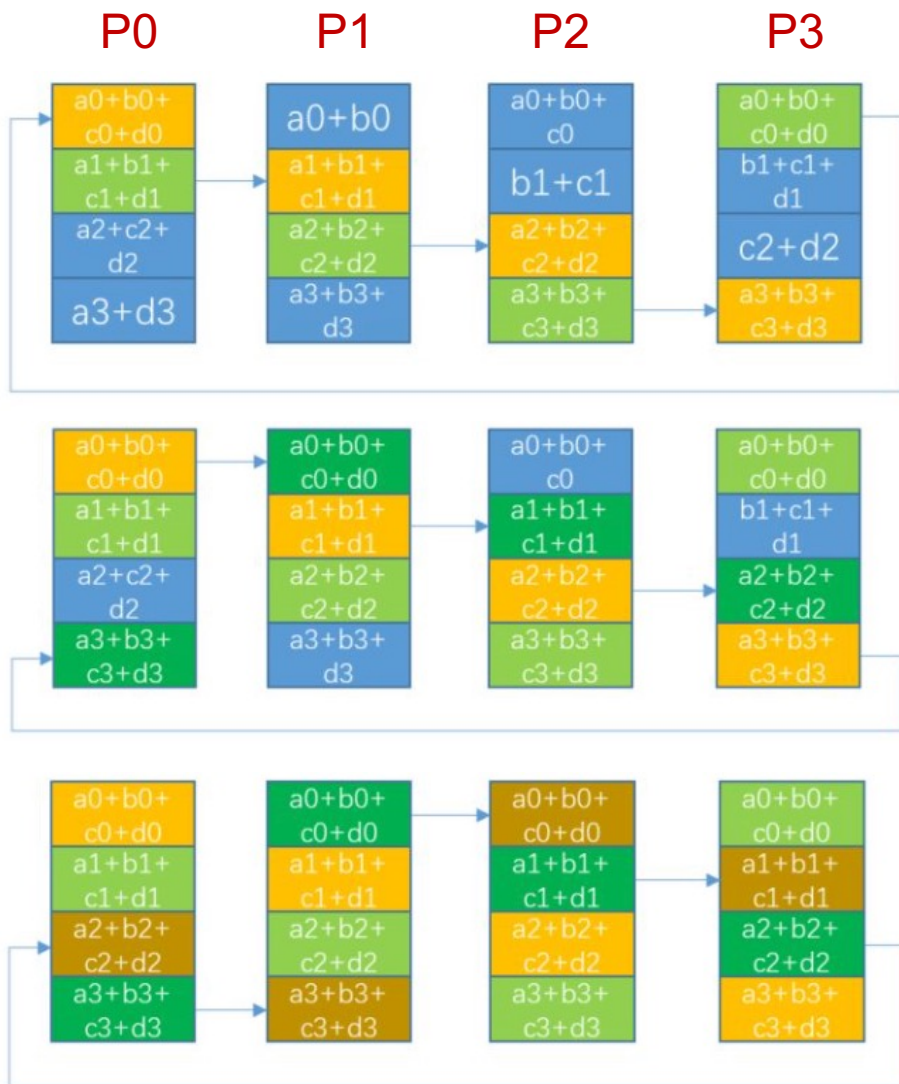 P0 P1 P2 P3
a0+b0+
c0+d0
a0+b0
a0+b0+
c0
a0+b0+
c0+d0
a1+b1+
c1+d1
a1+b1+
c1+d1
b1+c1
b1+c1+
d1
a2+c2+
d2
a2+b2+
c2+d2
a2+b2+
c2+d2
c2+d2
a3+d3
a3+b3+
d3
a3+b3+
c3+d3
a3+b3+
c3+d3
a0+b0+
c0+d0
a0+b0+
c0+d0
a0+b0+
c0
a0+b0+
c0+d0
a1+b1+
c1+d1
a1+b1+
c1+d1
a1+b1+
c1+d1
b1+c1+
d1
a2+c2+
d2
a2+b2+
c2+d2
a2+b2+
c2+d2
a2+b2+
c2+d2
a3+b3+
c3+d3
a3+b3+
d3
a3+b3+
c3+d3
a3+b3+
c3+d3
a0+b0+
c0+d0
a0+b0+
c0+d0
a0+b0+
c0+d0
a0+b0+
c0+d0
a1+b1+
c1+d1
a1+b1+
c1+d1
a1+b1+
c1+d1
a1+b1+
c1+d1
a2+b2+
c2+d2
a2+b2+
c2+d2
a2+b2+
c2+d2
a2+b2+
c2+d2
a3+b3+
c3+d3
a3+b3+
c3+d3
a3+b3+
c3+d3
a3+b3+
c3+d3